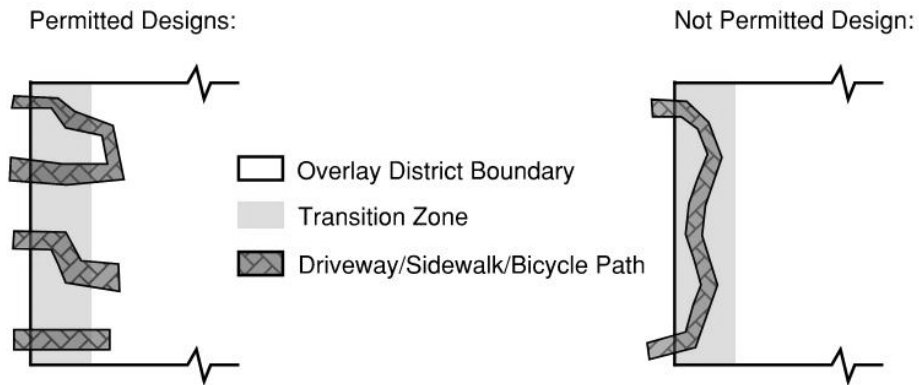 Permitted Designs:
Not Permitted Design:
Overlay District Boundary
Transition Zone
Driveway/Sidewalk/Bicycle Path